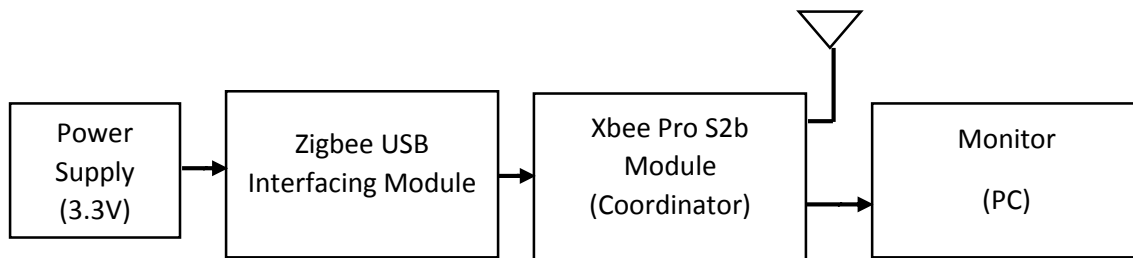 Power
Supply
(3.3V)
Zigbee USB
Interfacing Module
Xbee Pro S2b
Module
(Coordinator)
Monitor
(PC)